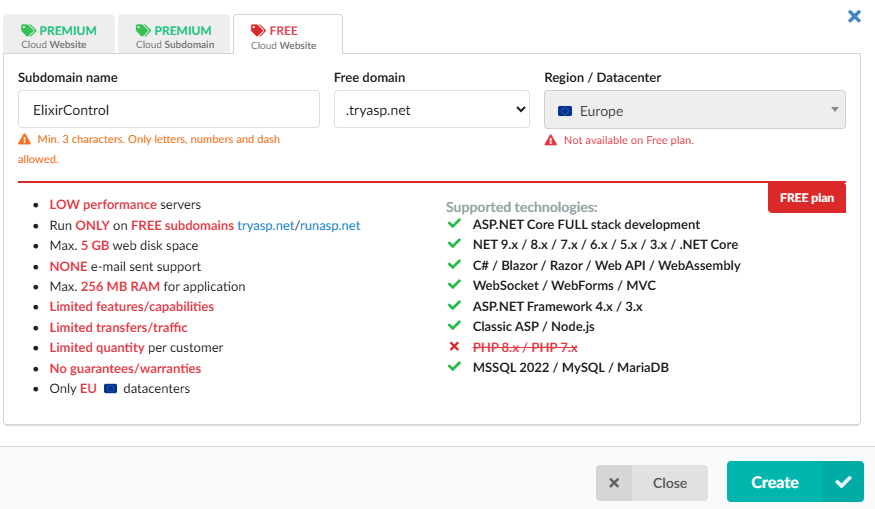 PREMIUM
Cloud Website
PREMIUM
Cloud Subdomain
FREE
Cloud Website
Subdomain name
ElixirControl
Min. 3 characters. Only letters, numbers and dash
allowed.
Free domain
.tryasp.net
Region / Datacenter
Europe
Not available on Free plan.
FREE plan
LOW performance servers
Run ONLY on FREE subdomains tryasp.net/runasp.net
Max. 5 GB web disk space
NONE e-mail sent support
Max. 256 MB RAM for application
Limited features/capabilities
Limited transfers/traffic
Limited quantity per customer
No guarantees/warranties
Only EU datacenters
Supported technologies:
ASP.NET Core FULL stack development
NET 9.x / 8.x / 7.x / 6.x / 5.x / 3.x / .NET Core
C# / Blazor / Razor / Web API / WebAssembly
WebSocket / WebForms / MVC
ASP.NET Framework 4.x / 3.x
Classic ASP / Node.js
PHP 8.x / PHP 7.x
MSSQL 2022 / MySQL / MariaDB
Close
Create